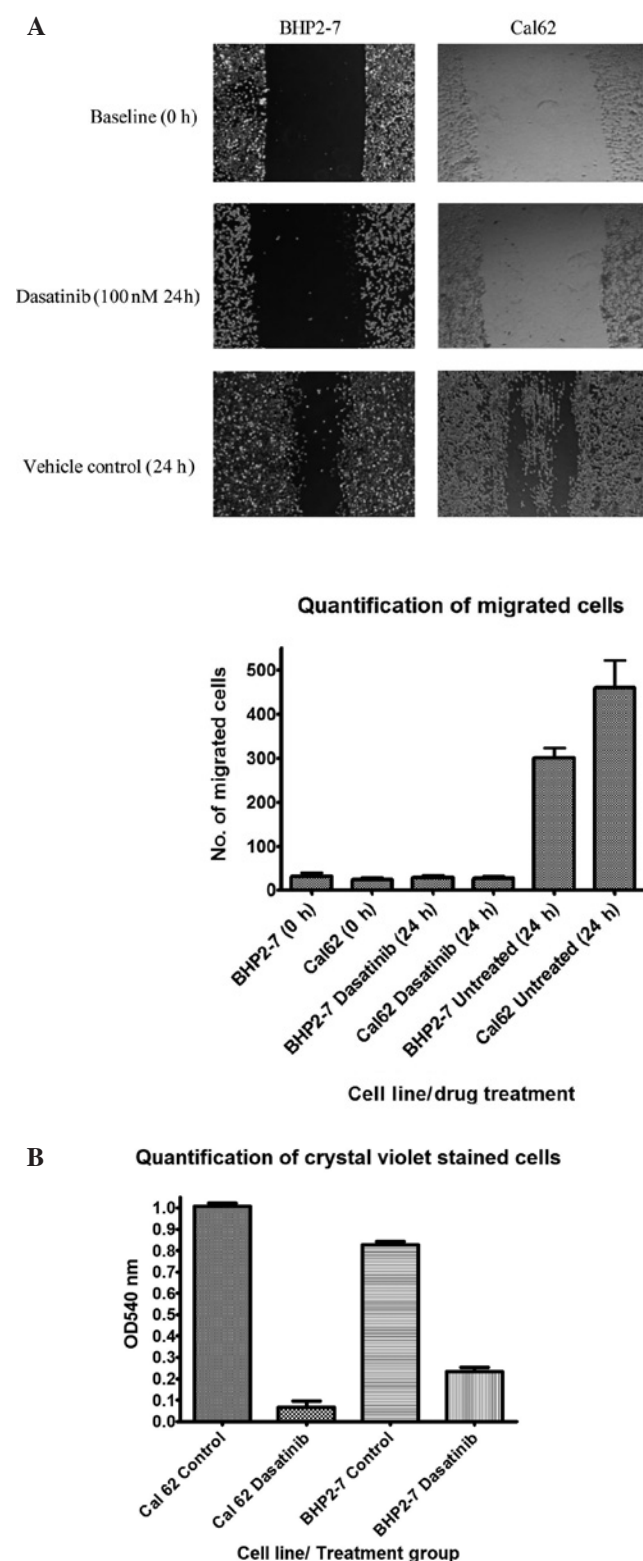 A
BHP2-7 Cal62
Baseline (0 h)
Dasatinib (100 nM 24h)
Vehicle control (24 h)
Quantification of migrated cells
No. of migrated cells
500
400
300
200
100
0
BHP2-7 (0 h)
Cal62 (0 h)
BHP2-7 Dasatinib (24 h)
Cal62 Dasatinib (24 h)
BHP2-7 Untreated (24 h)
Cal62 Untreated (24 h)
Cell line/drug treatment
B
Quantification of crystal violet stained cells
OD540 nm
1.0
0.9
0.8
0.7
0.6
0.5
0.4
0.3
0.2
0.1
0.0
Cal 62 Control
Cal 62 Dasatinib
BHP2-7 Control
BHP2-7 Dasatinib
Cell line/ Treatment group